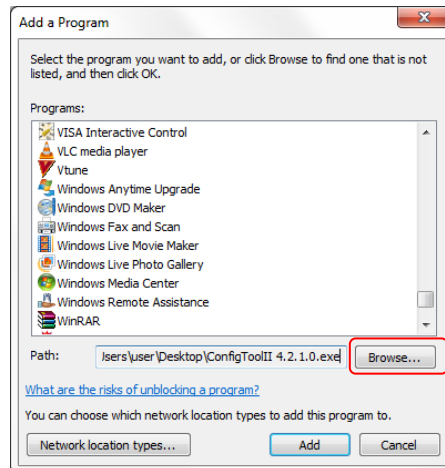 Add a Program
Select the program you want to add, or click Browse to find one that is not
listed, and then click OK.
Programs:
VISA Interactive Control
VLC media player
Vtune
Windows Anytime Upgrade
Windows DVD Maker
Windows Fax and Scan
Windows Live Movie Maker
Windows Live Photo Gallery
Windows Media Center
Windows Remote Assistance
WinRAR
Path: Jsers\user\Desktop\ConfigToolII 4.2.1.0.exe Browse...
What are the risks of unblocking a program?
You can choose which network location types to add this program to.
Network location types... Add Cancel